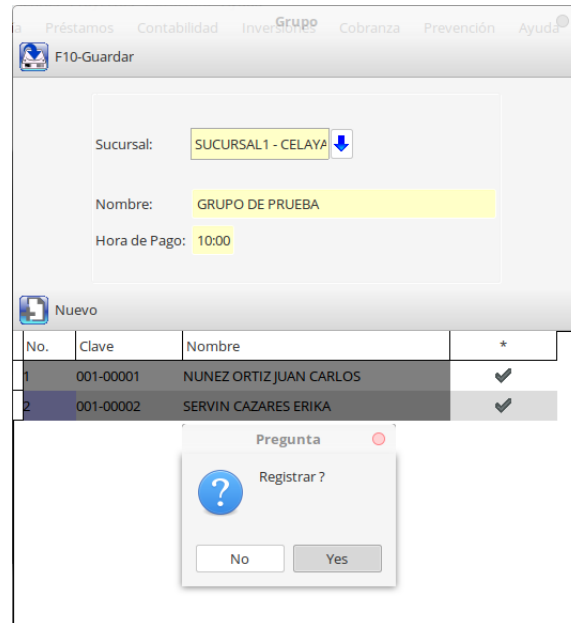 Grupo
ía Préstamos Contabilidad Inversiones Cobranza Prevención Ayuda
F10-Guardar
Sucursal: SUCURSAL1 - CELAYA
Nombre: GRUPO DE PRUEBA
Hora de Pago: 10:00
Nuevo
No. Clave Nombre *
1 001-00001 NUNEZ ORTIZ JUAN CARLOS
2 001-00002 SERVIN CAZARES ERIKA
Pregunta
Registrar ?
No Yes